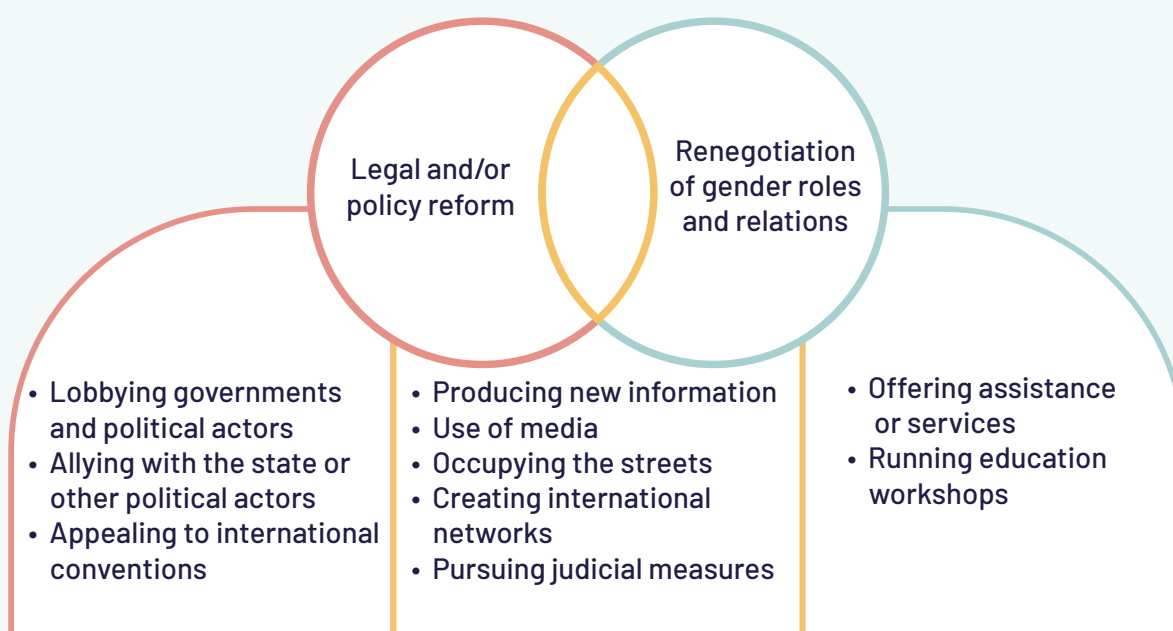 Legal and/or
policy reform
Renegotiation
of gender roles
and relations
• Lobbying governments
and political actors
• Allying with the state or
other political actors
• Appealing to international
conventions
• Producing new information
• Use of media
• Occupying the streets
• Creating international
networks
• Pursuing judicial measures
• Offering assistance
or services
• Running education
workshops